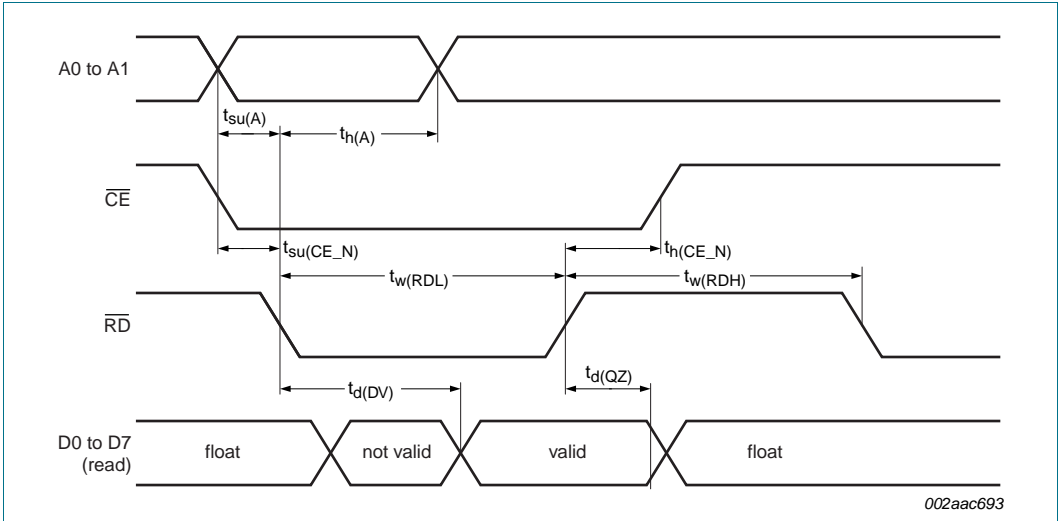 A0 to A1
tsu(A)
th(A)
CE
tsu(CE_N)
th(CE_N)
tw(RDL)
tw(RDH)
RD
td(DV)
td(QZ)
D0 to D7
(read)
float
not valid
valid
float
002aac693